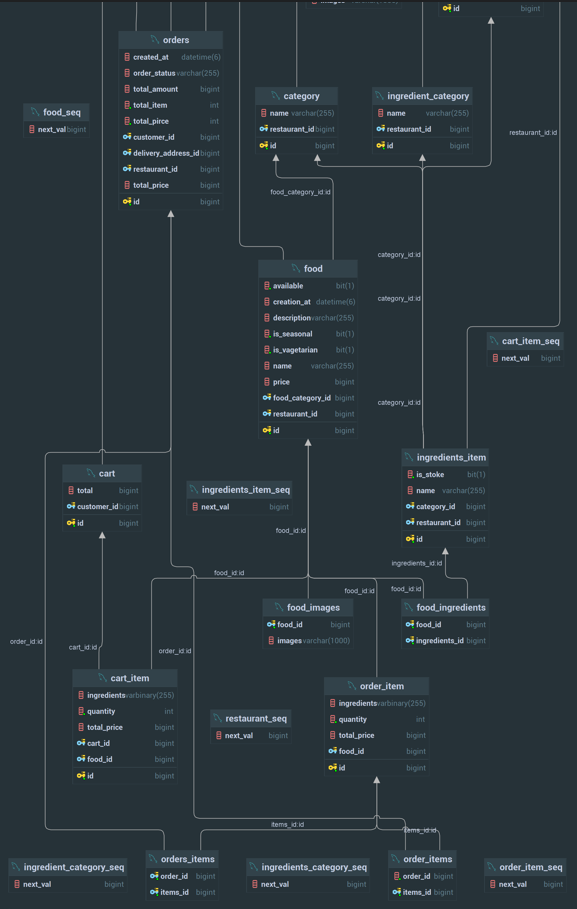 images varchar(1000)
id bigint
orders
created_at datetime(6)
order_status varchar(255)
total_amount bigint
total_item int
total_pirce int
customer_id bigint
delivery_address_id bigint
restaurant_id bigint
total_price bigint
id bigint
food_seq
next_val bigint
category
name varchar(255)
restaurant_id bigint
id bigint
ingredient_category
name varchar(255)
restaurant_id bigint
id bigint
restaurant_id:id
food_category_id:id
category_id:id
category_id:id
category_id:id
food
available bit(1)
creation_at datetime(6)
description varchar(255)
is_seasonal bit(1)
is_vagetarian bit(1)
name varchar(255)
price bigint
food_category_id bigint
restaurant_id bigint
id bigint
cart_item_seq
next_val bigint
cart
total bigint
customer_id bigint
id bigint
ingredients_item_seq
next_val bigint
ingredients_item
is_stoke bit(1)
name varchar(255)
category_id bigint
restaurant_id bigint
id bigint
food_id:id
ingredients_id:id
food_id:id
food_id:id
food_id:id
food_images
food_id bigint
images varchar(1000)
food_ingredients
food_id bigint
ingredients_id bigint
order_id:id
cart_id:id
order_id:id
cart_item
ingredients varbinary(255)
quantity int
total_price bigint
cart_id bigint
food_id bigint
id bigint
restaurant_seq
next_val bigint
order_item
ingredients varbinary(255)
quantity int
total_price bigint
food_id bigint
id bigint
items_id:id
items_id:id
ingredient_category_seq
next_val bigint
orders_items
order_id bigint
items_id bigint
ingredients_category_seq
next_val bigint
order_items
order_id bigint
items_id bigint
order_item_seq
next_val bigint